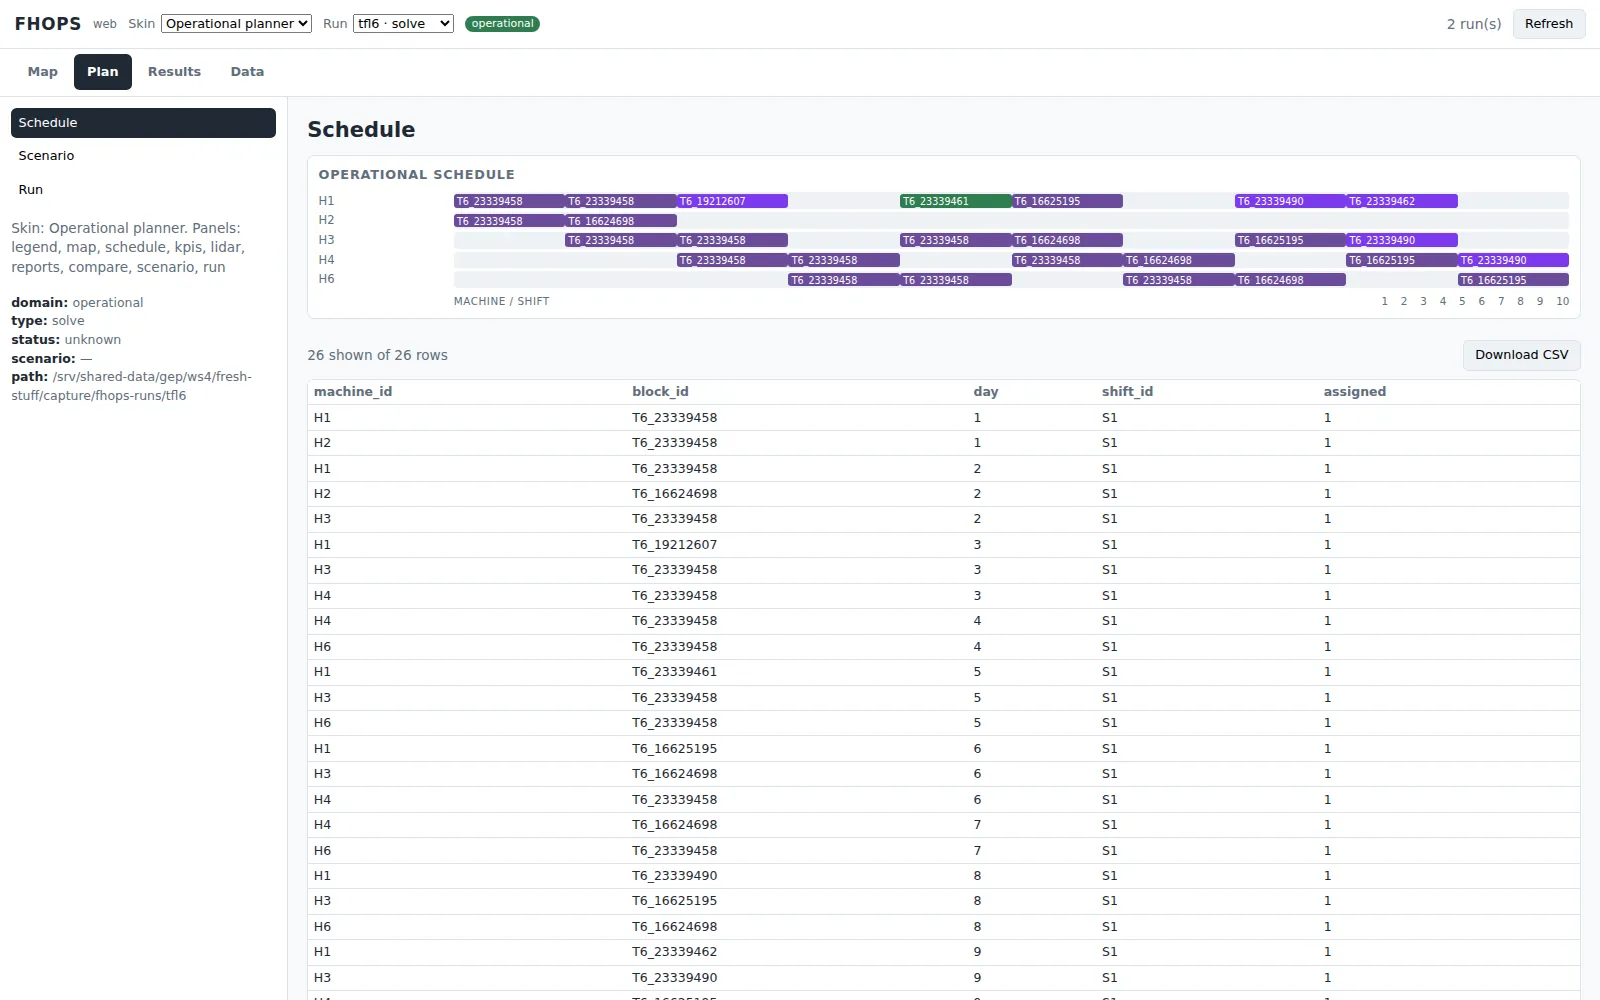 FHOPS web Skin Operational planner Run tfl6 · solve operational 2 run(s) Refresh
Map Plan Results Data
Schedule
Scenario
Run
Skin: Operational planner. Panels:
legend, map, schedule, kpis, lidar,
reports, compare, scenario, run
domain: operational
type: solve
status: unknown
scenario: —
path: /srv/shared-data/gep/ws4/fresh-
stuff/capture/fhops-runs/tfl6
Schedule
OPERATIONAL SCHEDULE
H1 T6_23339458 T6_23339458 T6_19212607 T6_23339461 T6_16625195 T6_23339490 T6_23339462
H2 T6_23339458 T6_16624698
H3 T6_23339458 T6_23339458 T6_23339458 T6_16624698 T6_16625195 T6_23339490
H4 T6_23339458 T6_23339458 T6_23339458 T6_16624698 T6_16625195 T6_23339490
H6 T6_23339458 T6_23339458 T6_23339458 T6_16624698 T6_16625195
MACHINE / SHIFT 1 2 3 4 5 6 7 8 9 10
26 shown of 26 rows Download CSV
machine_id block_id day shift_id assigned
H1 T6_23339458 1 S1 1
H2 T6_23339458 1 S1 1
H1 T6_23339458 2 S1 1
H2 T6_16624698 2 S1 1
H3 T6_23339458 2 S1 1
H1 T6_19212607 3 S1 1
H3 T6_23339458 3 S1 1
H4 T6_23339458 3 S1 1
H4 T6_23339458 4 S1 1
H6 T6_23339458 4 S1 1
H1 T6_23339461 5 S1 1
H3 T6_23339458 5 S1 1
H6 T6_23339458 5 S1 1
H1 T6_16625195 6 S1 1
H3 T6_16624698 6 S1 1
H4 T6_23339458 6 S1 1
H4 T6_16624698 7 S1 1
H6 T6_23339458 7 S1 1
H1 T6_23339490 8 S1 1
H3 T6_16625195 8 S1 1
H6 T6_16624698 8 S1 1
H1 T6_23339462 9 S1 1
H3 T6_23339490 9 S1 1